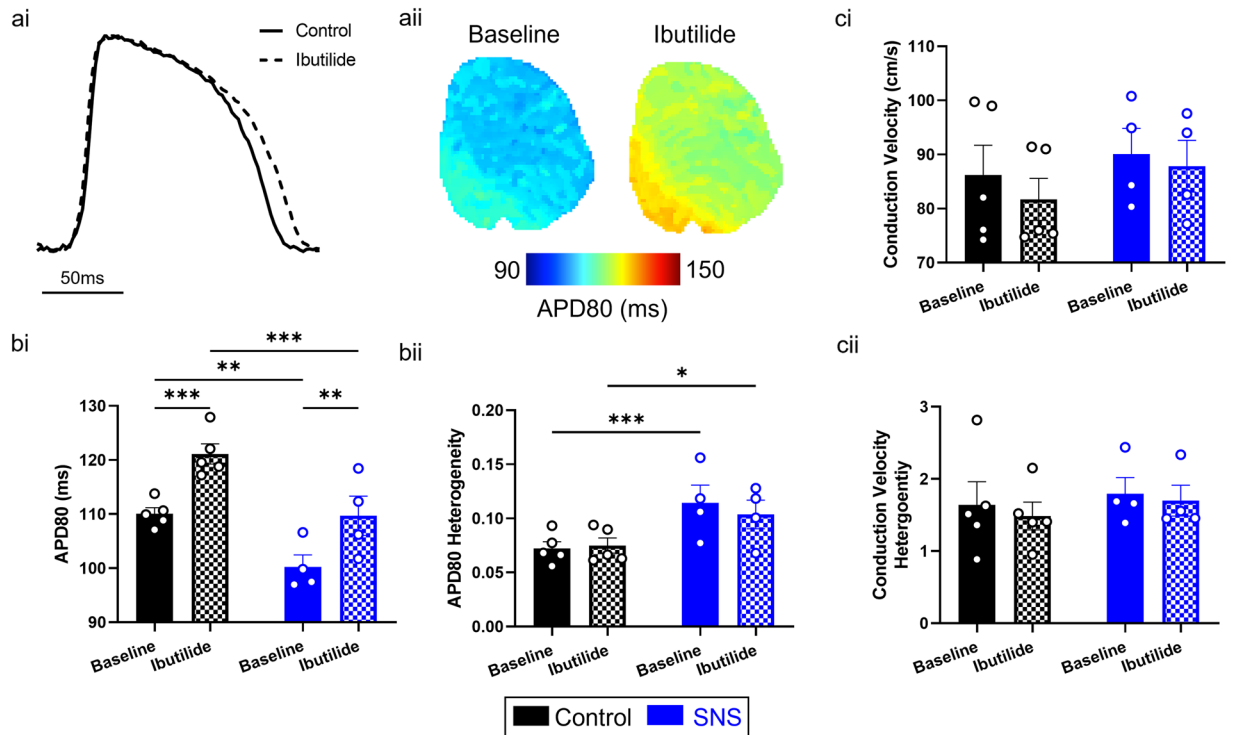 ai
Control
Ibutilide
50ms
aii
Baseline
Ibutilide
90
150
APD80 (ms)
ci
Conduction Velocity (cm/s)
110
100
90
80
70
Baseline
Ibutilide
Baseline
Ibutilide
bi
***
**
***
**
APD80 (ms)
130
120
110
100
90
Baseline
Ibutilide
Baseline
Ibutilide
bii
*
***
APD80 Heterogeneity
0.20
0.15
0.10
0.05
0.00
Baseline
Ibutilide
Baseline
Ibutilide
cii
Conduction Velocity
Hetergoentiy
3
2
1
0
Baseline
Ibutilide
Baseline
Ibutilide
Control
SNS